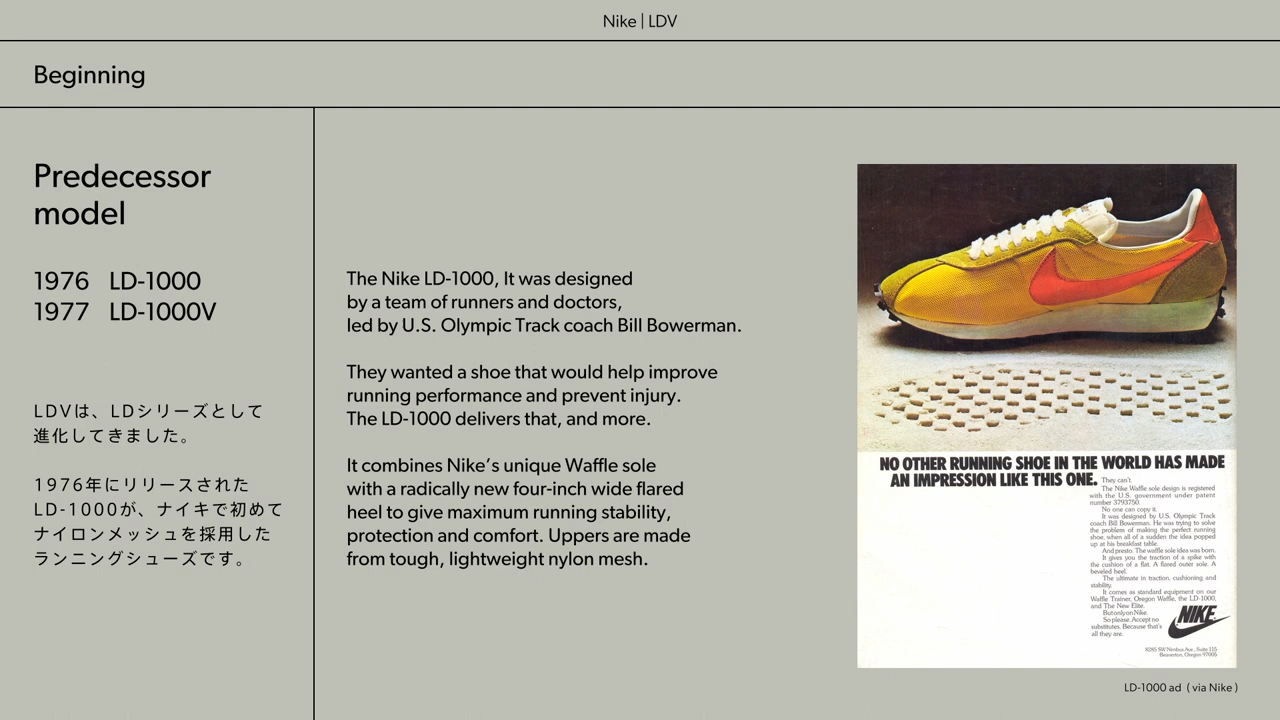 Nike | LDV
Beginning
Predecessor
model
1976 LD-1000
1977 LD-1000V
LDVは、LDシリーズとして
進化してきました。
1976年にリリースされた
LD-1000が、ナイキで初めて
ナイロンメッシュを採用した
ランニングシューズです。
The Nike LD-1000, It was designed
by a team of runners and doctors,
led by U.S. Olympic Track coach Bill Bowerman.
They wanted a shoe that would help improve
running performance and prevent injury.
The LD-1000 delivers that, and more.
It combines Nike's unique Waffle sole
with a radically new four-inch wide flared
heel to give maximum running stability,
protection and comfort. Uppers are made
from tough, lightweight nylon mesh.
NO OTHER RUNNING SHOE IN THE WORLD HAS MADE
AN IMPRESSION LIKE THIS ONE. They can't.
The Nike Waffle sole design is registered
with the U.S. government under patent
number 3793750.
No one can copy it.
It was designed by U.S. Olympic Track
coach Bill Bowerman. He was trying to solve
the problem of making the perfect running
shoe, when all of a sudden the idea popped
up at his breakfast table.
And presto. The waffle sole idea was born.
It gives you the traction of a spike with
the cushion of a flat. A flared outer sole. A
beveled heel.
The ultimate in traction, cushioning and
stability.
It comes as standard equipment on our
Waffle Trainer, Oregon Waffle, the LD-1000,
and The New Elite.
But only on Nike.
So please. Accept no
substitutes. Because that's
all they are.
NIKE
8285 SW Nimbus Ave., Suite 115
Beaverton, Oregon 97005
LD-1000 ad ( via Nike )